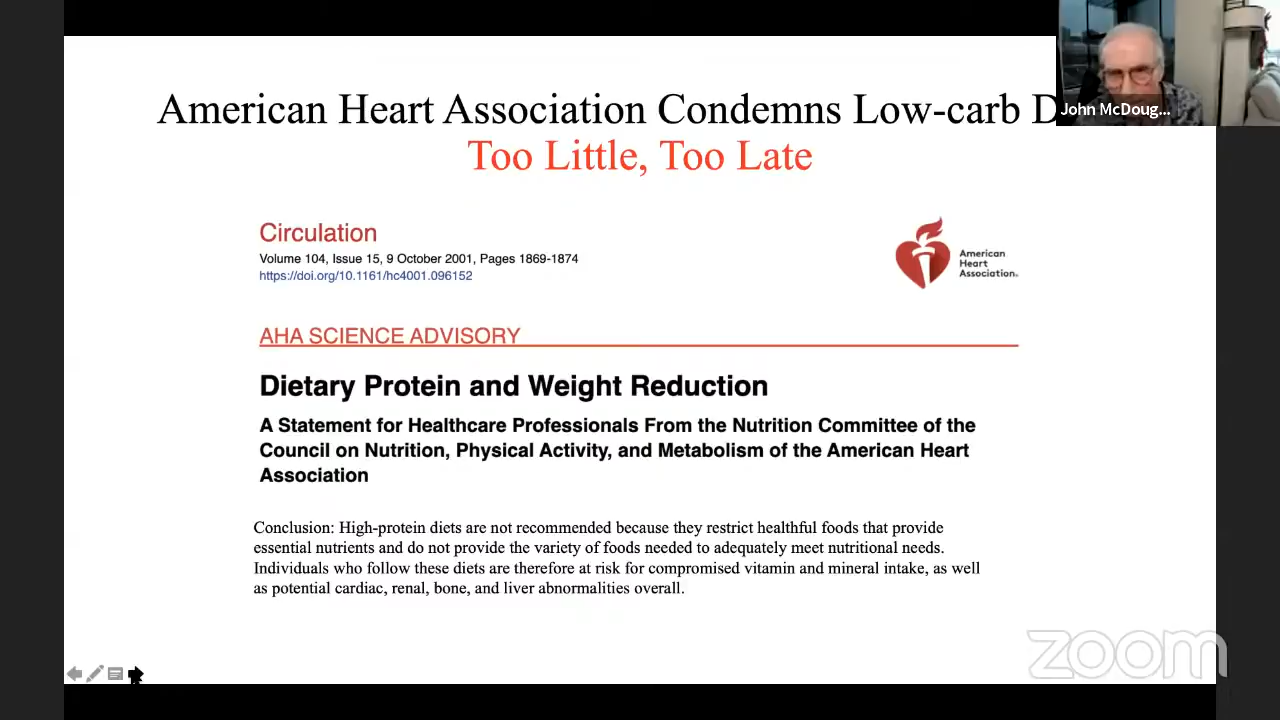 American Heart Association Condemns Low-carb D
John McDoug...
Too Little, Too Late
Circulation
Volume 104, Issue 15, 9 October 2001, Pages 1869-1874
https://doi.org/10.1161/hc4001.096152
American
Heart
Association.
AHA SCIENCE ADVISORY
Dietary Protein and Weight Reduction
A Statement for Healthcare Professionals From the Nutrition Committee of the
Council on Nutrition, Physical Activity, and Metabolism of the American Heart
Association
Conclusion: High-protein diets are not recommended because they restrict healthful foods that provide
essential nutrients and do not provide the variety of foods needed to adequately meet nutritional needs.
Individuals who follow these diets are therefore at risk for compromised vitamin and mineral intake, as well
as potential cardiac, renal, bone, and liver abnormalities overall.
zoom